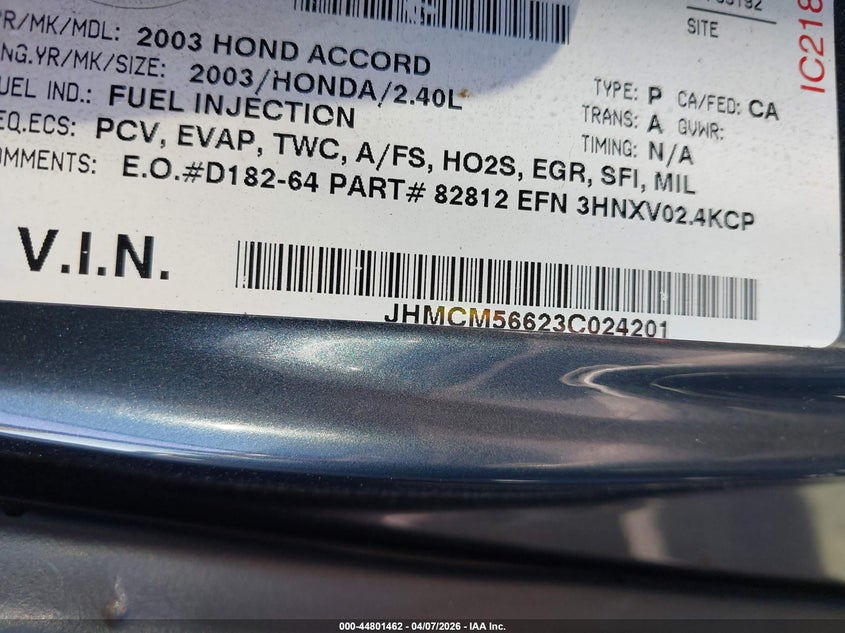 SITE
IC218
/MK/MDL: 2003 HOND ACCORD
NG.YR/MK/SIZE: 2003/HONDA/2.40L
UEL IND.: FUEL INJECTION
EQ.ECS: PCV, EVAP, TWC, A/FS, HO2S, EGR, SFI, MIL
OMMENTS: E.O.#D182-64 PART# 82812 EFN 3HNXV02.4KCP
TYPE: P CA/FED: CA
TRANS: A GVWR:
TIMING: N/A
V.I.N.
JHMCM56623C024201
000-44801462 - 04/07/2026 - IAA Inc.